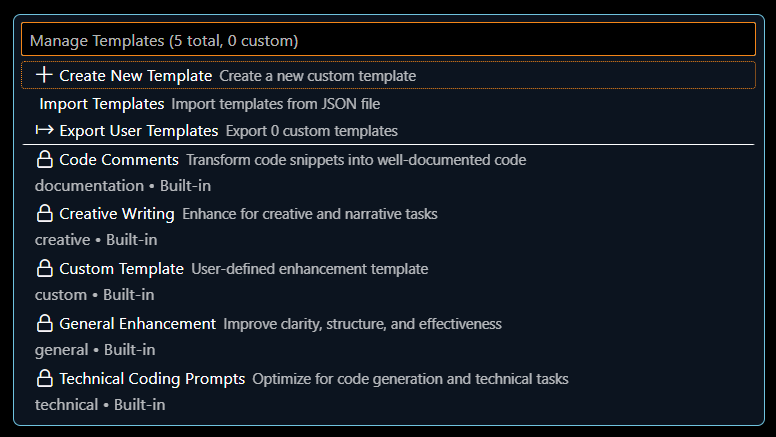 Manage Templates (5 total, 0 custom)
Create New Template Create a new custom template
Import Templates Import templates from JSON file
Export User Templates Export 0 custom templates
Code Comments Transform code snippets into well-documented code
documentation • Built-in
Creative Writing Enhance for creative and narrative tasks
creative • Built-in
Custom Template User-defined enhancement template
custom • Built-in
General Enhancement Improve clarity, structure, and effectiveness
general • Built-in
Technical Coding Prompts Optimize for code generation and technical tasks
technical • Built-in